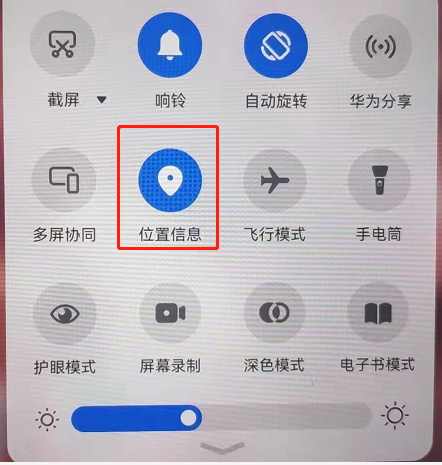 截屏
响铃
自动旋转
华为分享
多屏协同
位置信息
飞行模式
手电筒
护眼模式
屏幕录制
深色模式
电子书模式